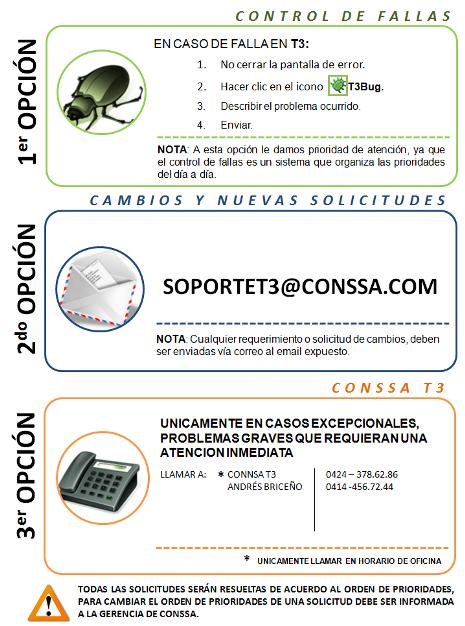 CONTROL DE FALLAS
1er OPCIÓN
EN CASO DE FALLA EN T3:
1. No cerrar la pantalla de error.
2. Hacer clic en el icono T3Bug.
3. Describir el problema ocurrido.
4. Enviar.
NOTA: A esta opción le damos prioridad de atención, ya que
el control de fallas es un sistema que organiza las prioridades
del día a día.
CAMBIOS Y NUEVAS SOLICITUDES
2do OPCIÓN
SOPORTET3@CONSSA.COM
NOTA: Cualquier requerimiento o solicitud de cambios, deben
ser enviadas vía correo al email expuesto.
CONSSA T3
3er OPCIÓN
UNICAMENTE EN CASOS EXCEPCIONALES,
PROBLEMAS GRAVES QUE REQUIERAN UNA
ATENCION INMEDIATA
LLAMAR A: * CONNSA T3 0424 – 378.62.86
ANDRÉS BRICEÑO 0414 -456.72.44
* UNICAMENTE LLAMAR EN HORARIO DE OFICINA
TODAS LAS SOLICITUDES SERÁN RESUELTAS DE ACUERDO AL ORDEN DE PRIORIDADES,
PARA CAMBIAR EL ORDEN DE PRIORIDADES DE UNA SOLICITUD DEBE SER INFORMADA
A LA GERENCIA DE CONSSA.